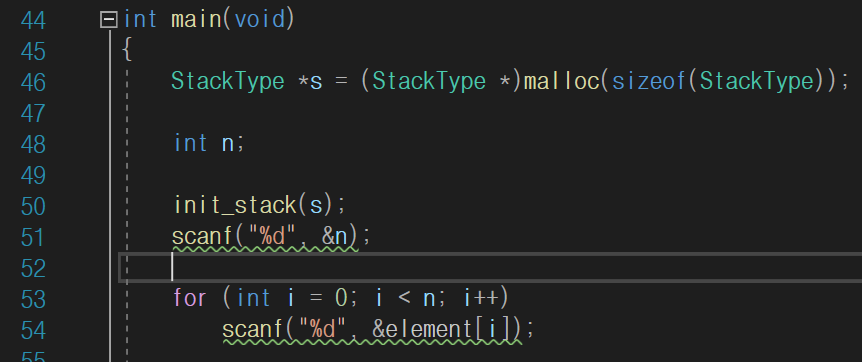 44 int main(void)
45 {
46 StackType *s = (StackType *)malloc(sizeof(StackType));
47
48 int n;
49
50 init_stack(s);
51 scanf("%d", &n);
52
53 for (int i = 0; i < n; i++)
54 scanf("%d", &element[i]);
55